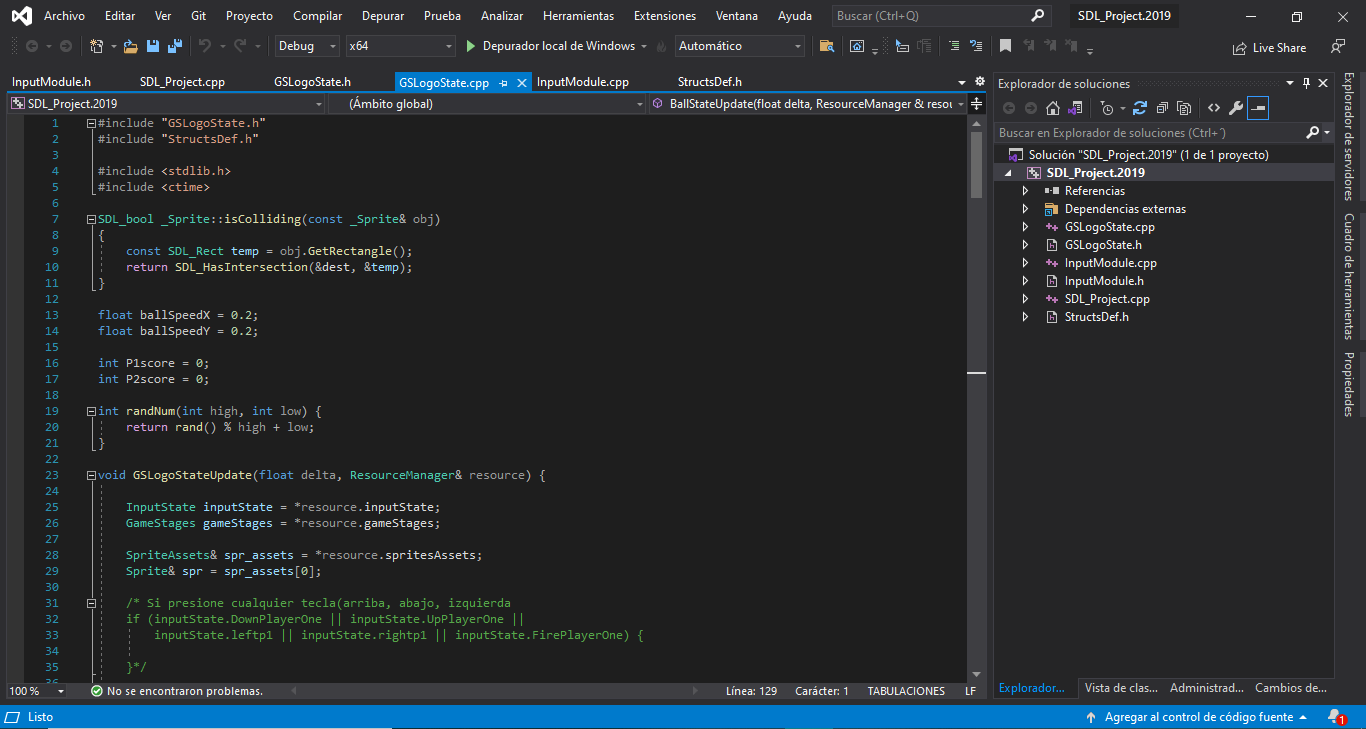 Archivo Editar Ver Git Proyecto Compilar Depurar Prueba Analizar Herramientas Extensiones Ventana Ayuda Buscar (Ctrl+Q) SDL_Project.2019
Debug x64 Depurador local de Windows Automático Live Share
InputModule.h SDL_Project.cpp GSLogoState.h GSLogoState.cpp InputModule.cpp StructsDef.h
SDL_Project.2019 (Ámbito global) BallStateUpdate(float delta, ResourceManager & resou
1 #include "GSLogoState.h"
2 #include "StructsDef.h"
3
4 #include <stdlib.h>
5 #include <ctime>
6
7 SDL_bool _Sprite::isColliding(const _Sprite& obj)
8 {
9 const SDL_Rect temp = obj.GetRectangle();
10 return SDL_HasIntersection(&dest, &temp);
11 }
12
13 float ballSpeedX = 0.2;
14 float ballSpeedY = 0.2;
15
16 int P1score = 0;
17 int P2score = 0;
18
19 int randNum(int high, int low) {
20 return rand() % high + low;
21 }
22
23 void GSLogoStateUpdate(float delta, ResourceManager& resource) {
24
25 InputState inputState = *resource.inputState;
26 GameStages gameStages = *resource.gameStages;
27
28 SpriteAssets& spr_assets = *resource.spritesAssets;
29 Sprite& spr = spr_assets[0];
30
31 /* Si presione cualquier tecla(arriba, abajo, izquierda
32 if (inputState.DownPlayerOne || inputState.UpPlayerOne ||
33 inputState.leftp1 || inputState.rightp1 || inputState.FirePlayerOne) {
34
35 }*/
36
100 % No se encontraron problemas. Línea: 129 Carácter: 1 TABULACIONES LF
Explorador de soluciones
Buscar en Explorador de soluciones (Ctrl+´)
Solución "SDL_Project.2019" (1 de 1 proyecto)
SDL_Project.2019
Referencias
Dependencias externas
GSLogoState.cpp
GSLogoState.h
InputModule.cpp
InputModule.h
SDL_Project.cpp
StructsDef.h
Explorador... Vista de clas... Administrad... Cambios de...
Explorador de servidores
Cuadro de herramientas
Propiedades
Listo Agregar al control de código fuente 1